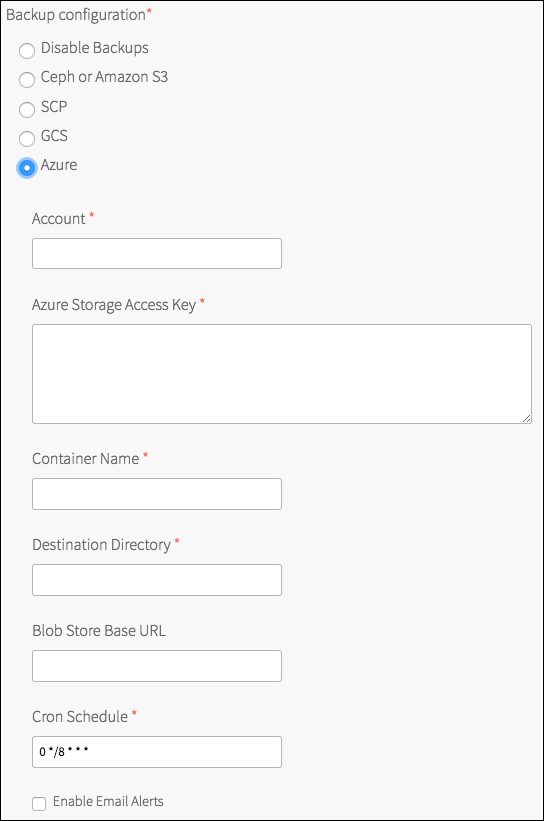 Backup configuration*
Disable Backups
Ceph or Amazon S3
SCP
GCS
Azure
Account *
Azure Storage Access Key *
Container Name *
Destination Directory *
Blob Store Base URL
Cron Schedule *
0 */8 * * *
Enable Email Alerts